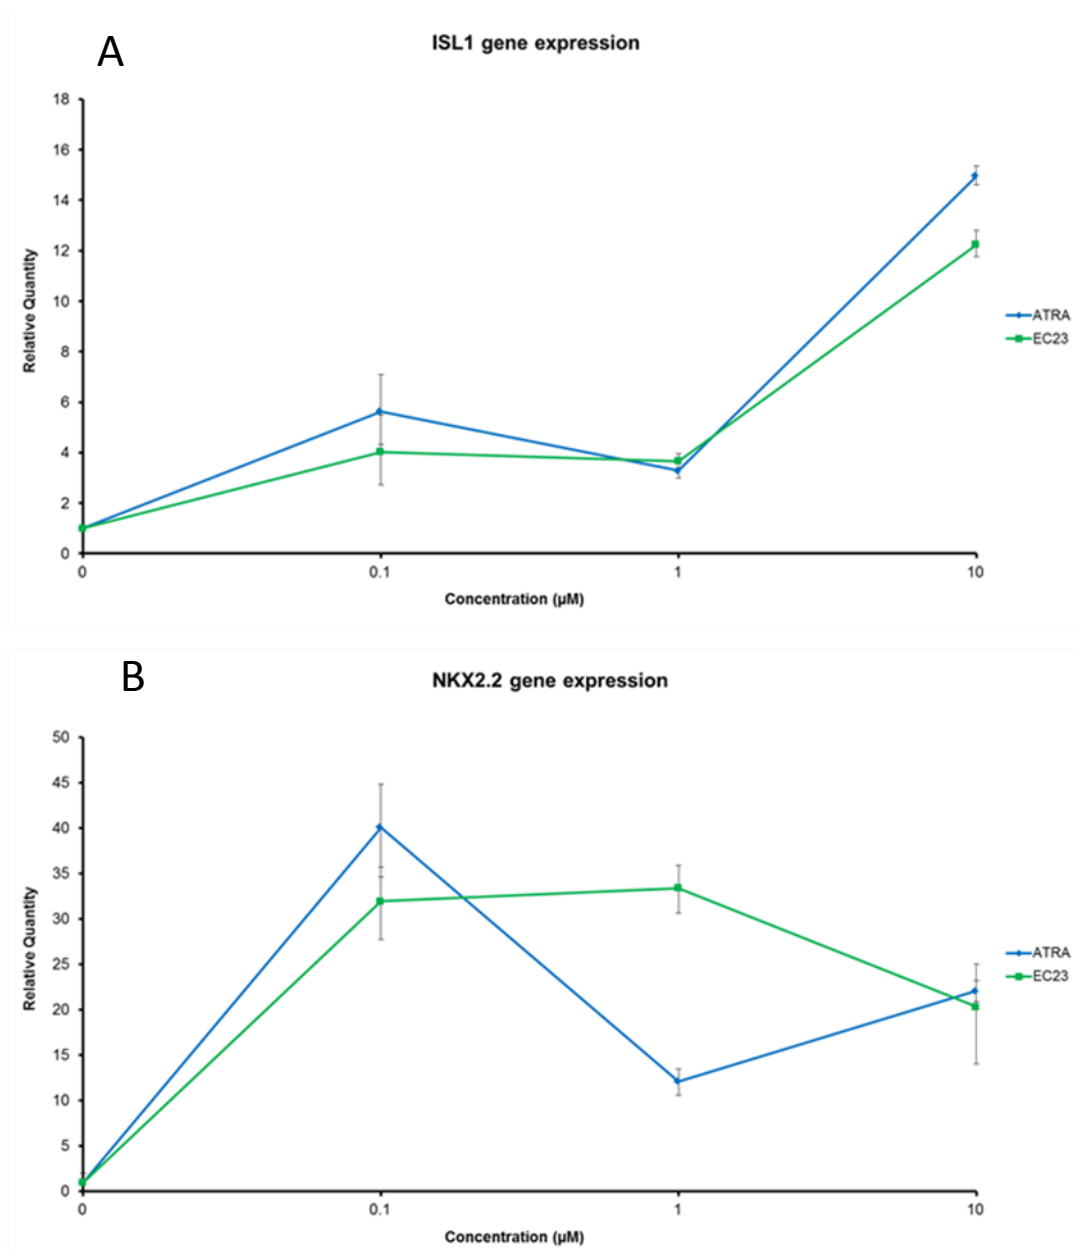 A
ISL1 gene expression
18
16
14
12
10
8
6
4
2
0
Relative Quantity
0 0.1 1 10
Concentration (µM)
ATRA
EC23
B
NKX2.2 gene expression
50
45
40
35
30
25
20
15
10
5
0
Relative Quantity
0 0.1 1 10
Concentration (µM)
ATRA
EC23